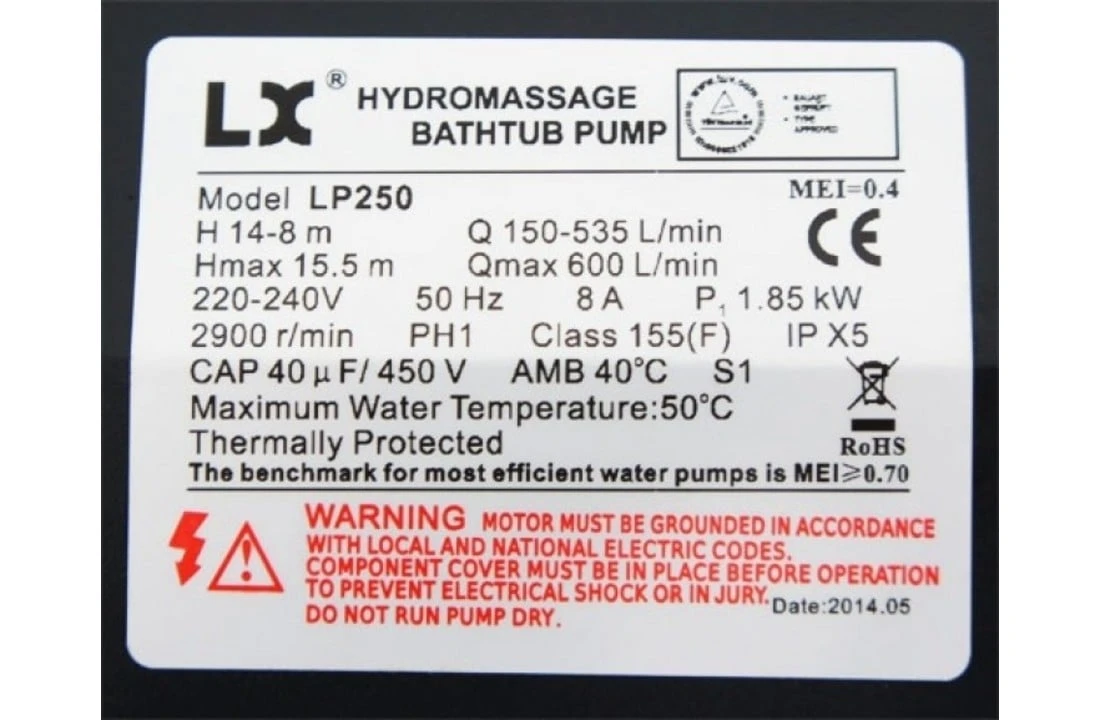 LX® HYDROMASSAGE
BATHTUB PUMP
TYPE
APPROVED
MEI=0.4
Model LP250
H 14-8 m Q 150-535 L/min
CE
Hmax 15.5 m Qmax 600 L/min
220-240V 50 Hz 8 A P₁ 1.85 kW
2900 r/min PH1 Class 155(F) IP X5
CAP 40 µF/ 450 V AMB 40°C S1
Maximum Water Temperature:50°C
Thermally Protected
RoHS
The benchmark for most efficient water pumps is MEI≥0.70
WARNING MOTOR MUST BE GROUNDED IN ACCORDANCE
WITH LOCAL AND NATIONAL ELECTRIC CODES.
COMPONENT COVER MUST BE IN PLACE BEFORE OPERATION
TO PREVENT ELECTRICAL SHOCK OR IN JURY.
Date:2014.05
DO NOT RUN PUMP DRY.